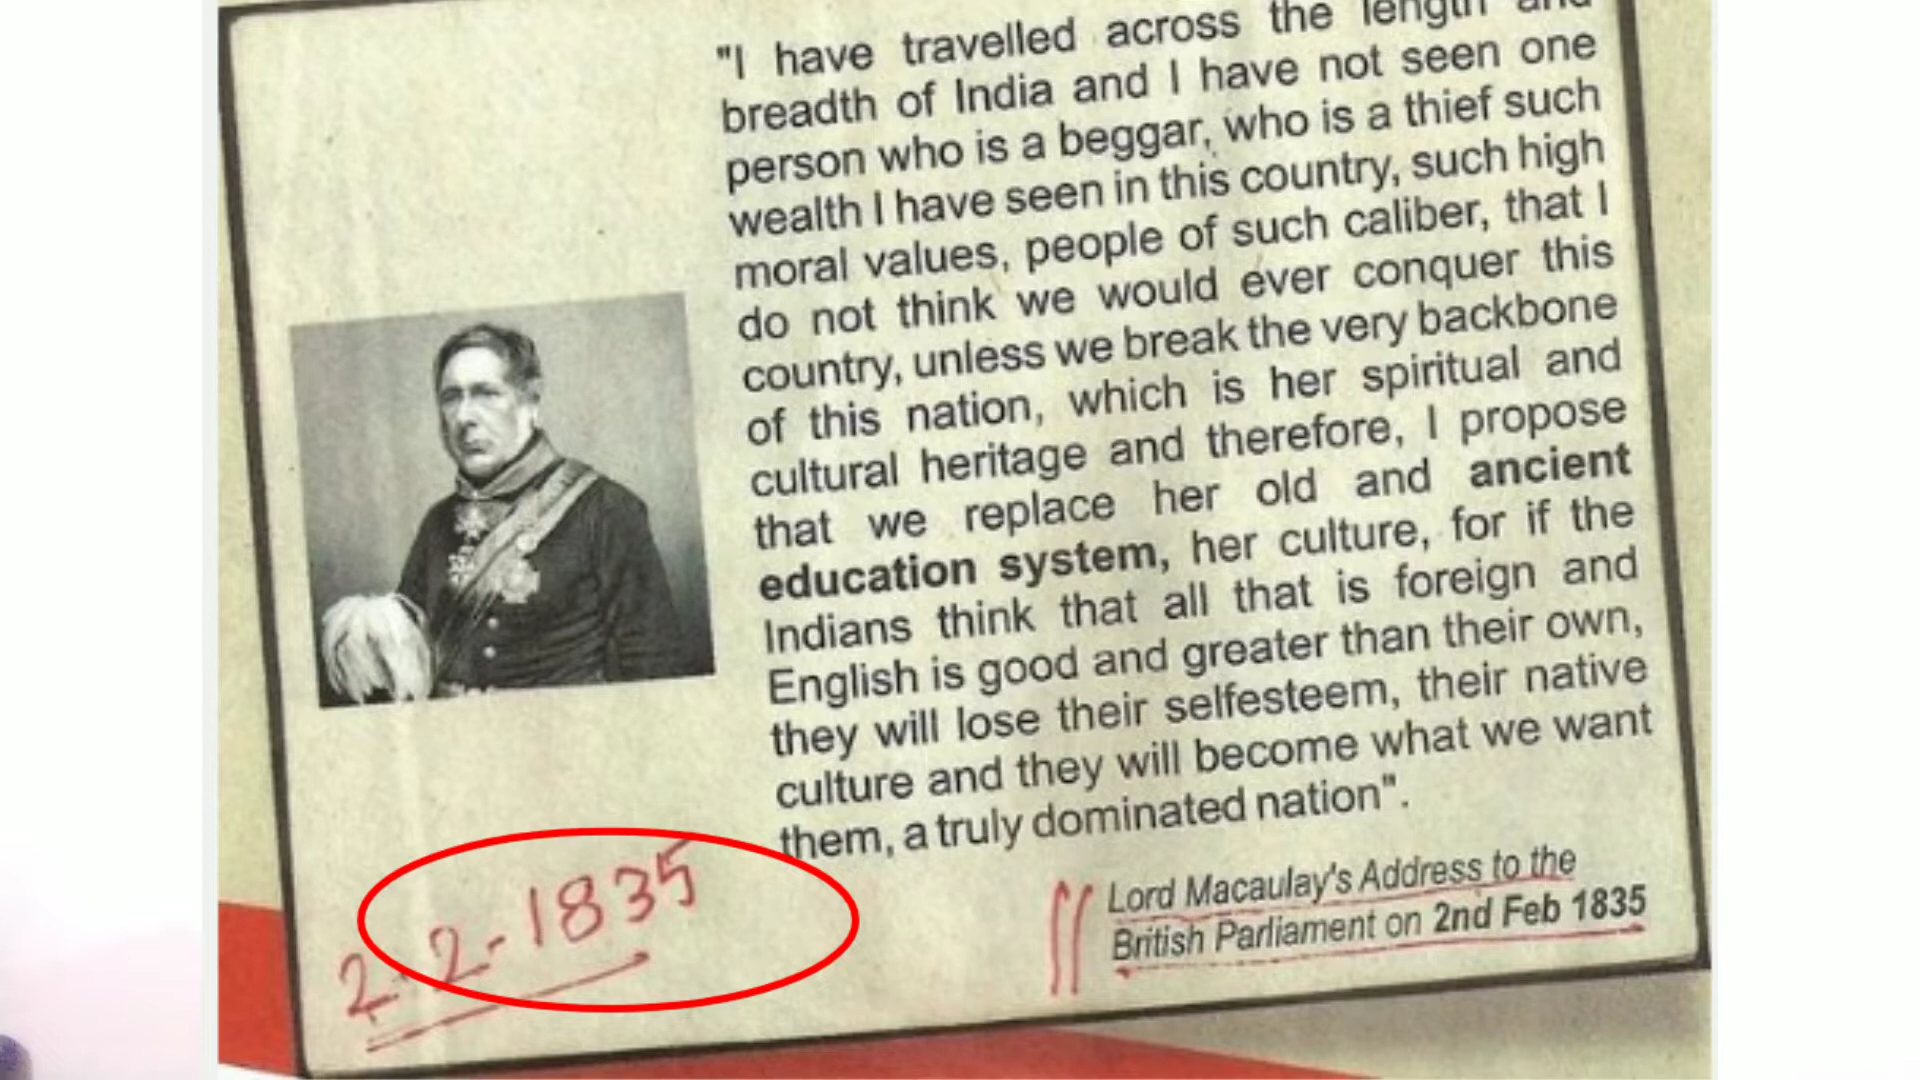 "I have travelled across the length and
breadth of India and I have not seen one
person who is a beggar, who is a thief such
wealth I have seen in this country, such high
moral values, people of such caliber, that I
do not think we would ever conquer this
country, unless we break the very backbone
of this nation, which is her spiritual and
cultural heritage and therefore, I propose
that we replace her old and ancient
education system, her culture, for if the
Indians think that all that is foreign and
English is good and greater than their own,
they will lose their selfesteem, their native
culture and they will become what we want
them, a truly dominated nation".
Lord Macaulay's Address to the
British Parliament on 2nd Feb 1835
2-2-1835